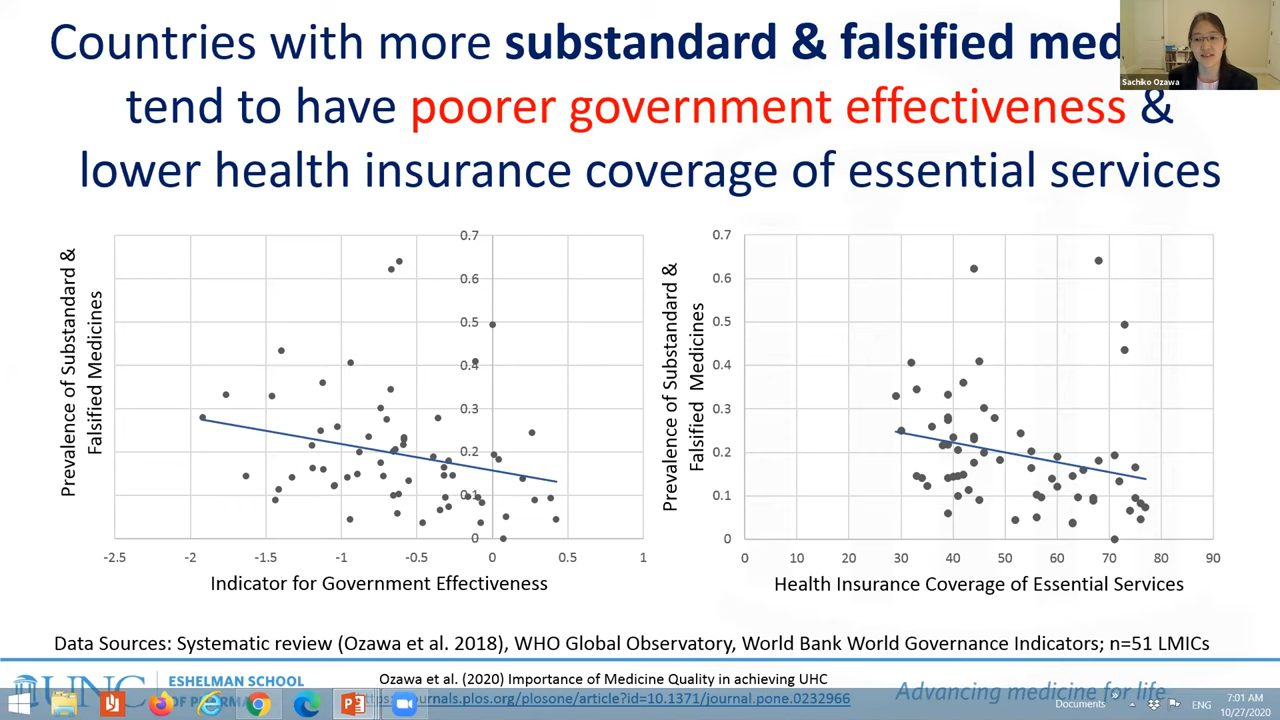 Countries with more substandard & falsified med
tend to have poorer government effectiveness &
lower health insurance coverage of essential services
Sachiko Ozawa
Prevalence of Substandard &
Falsified Medicines
0.7
0.6
0.5
0.4
0.3
0.2
0.1
0
-2.5 -2 -1.5 -1 -0.5 0 0.5 1
Indicator for Government Effectiveness
Prevalence of Substandard &
Falsified Medicines
0.7
0.6
0.5
0.4
0.3
0.2
0.1
0
0 10 20 30 40 50 60 70 80 90
Health Insurance Coverage of Essential Services
Data Sources: Systematic review (Ozawa et al. 2018), WHO Global Observatory, World Bank World Governance Indicators; n=51 LMICs
UNC
ESHELMAN SCHOOL
OF PHARMACY
Ozawa et al. (2020) Importance of Medicine Quality in achieving UHC
journals.plos.org/plosone/article?id=10.1371/journal.pone.0232966
Advancing medicine for life
Documents
ENG
7:01 AM
10/27/2020